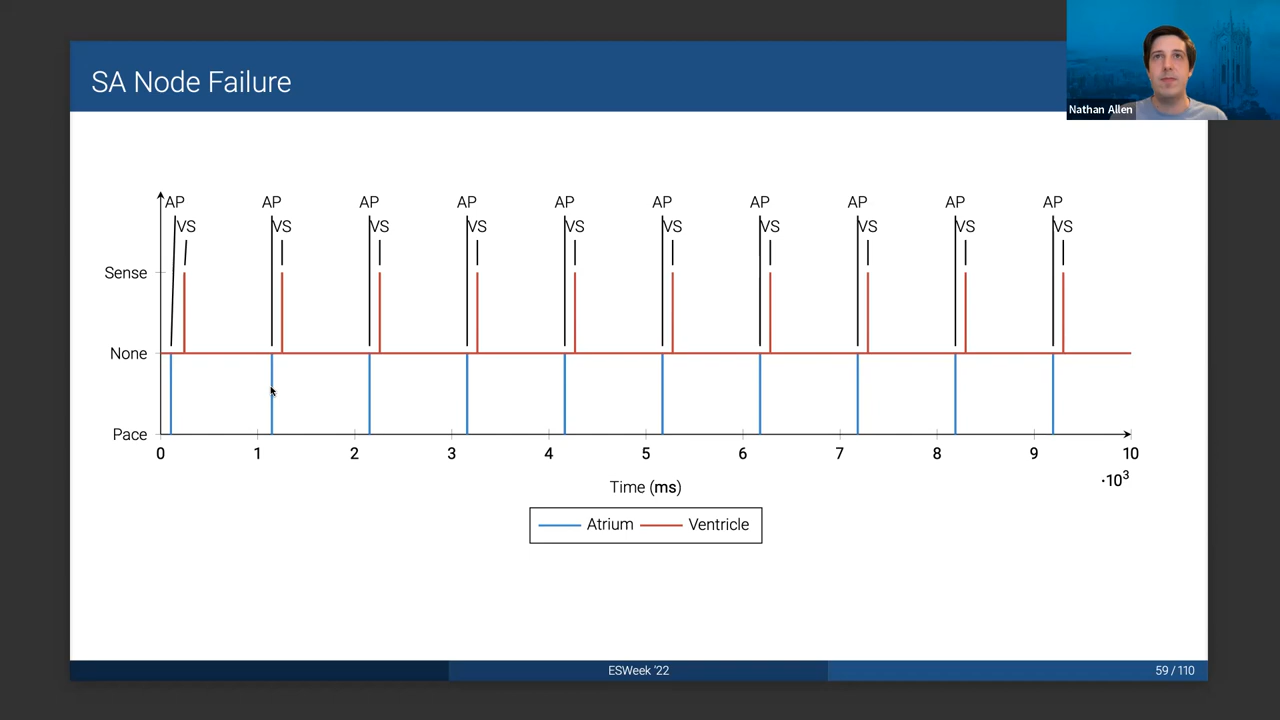 SA Node Failure
Nathan Allen
AP AP AP AP AP AP AP AP AP AP
VS VS VS VS VS VS VS VS VS VS
Sense
None
Pace
0 1 2 3 4 5 6 7 8 9 10
·10³
Time (ms)
Atrium Ventricle
ESWeek '22
59 / 110